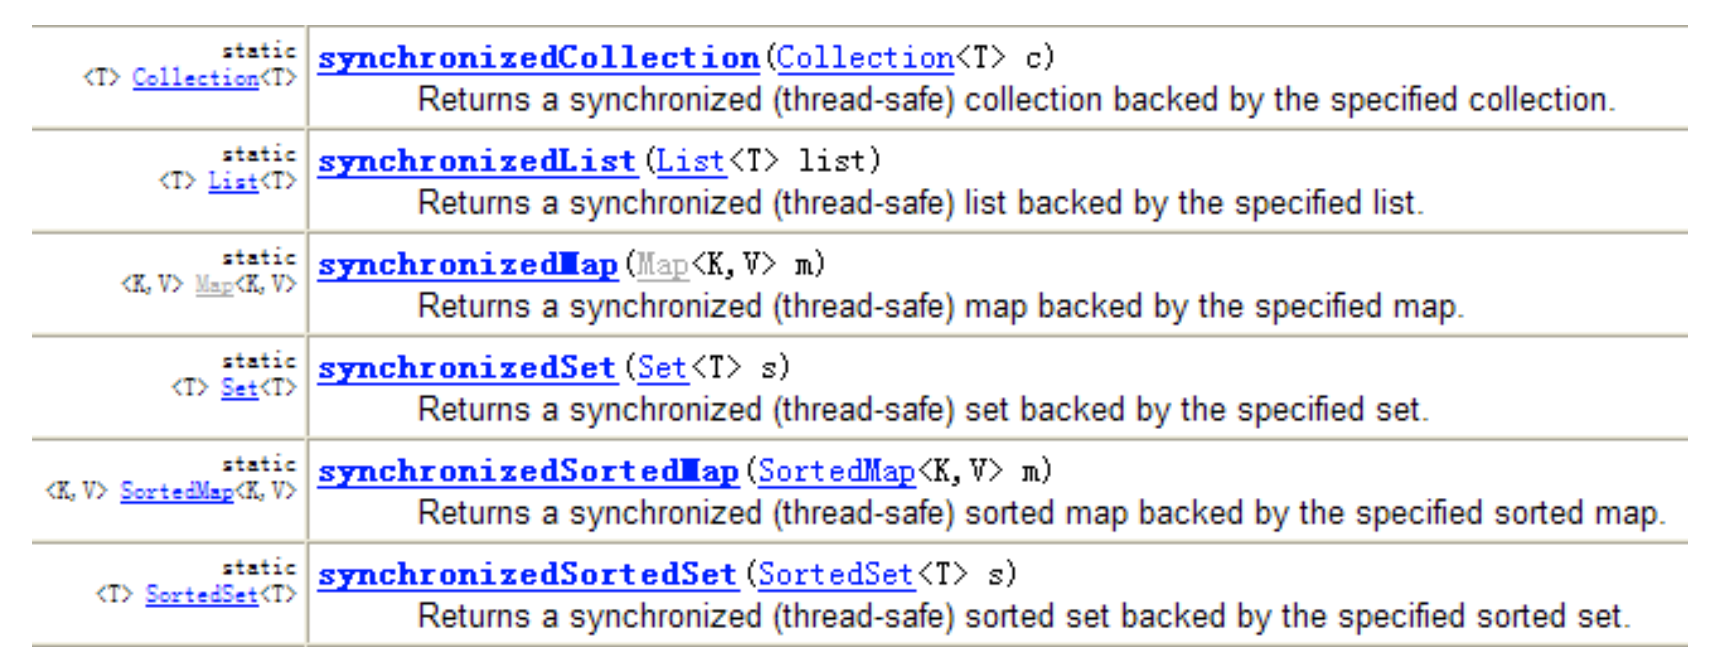 static
<T> Collection<T>
synchronizedCollection(Collection<T> c)
Returns a synchronized (thread-safe) collection backed by the specified collection.
static
<T> List<T>
synchronizedList(List<T> list)
Returns a synchronized (thread-safe) list backed by the specified list.
static
<K,V> Map<K,V>
synchronizedMap(Map<K,V> m)
Returns a synchronized (thread-safe) map backed by the specified map.
static
<T> Set<T>
synchronizedSet(Set<T> s)
Returns a synchronized (thread-safe) set backed by the specified set.
static
<K,V> SortedMap<K,V>
synchronizedSortedMap(SortedMap<K,V> m)
Returns a synchronized (thread-safe) sorted map backed by the specified sorted map.
static
<T> SortedSet<T>
synchronizedSortedSet(SortedSet<T> s)
Returns a synchronized (thread-safe) sorted set backed by the specified sorted set.